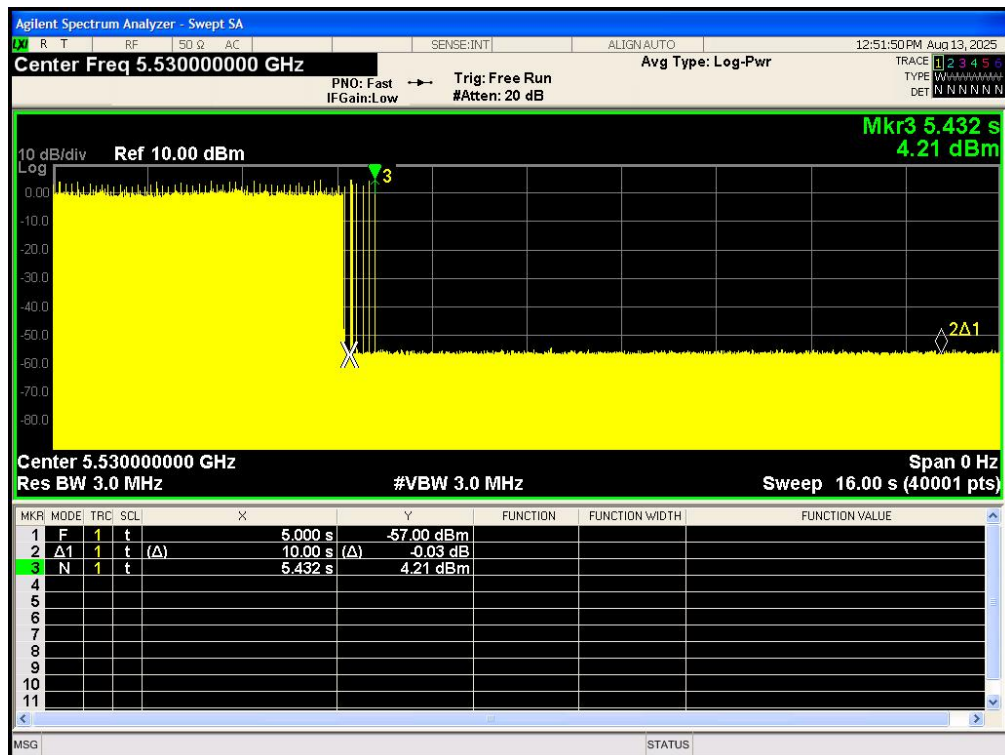 Agilent Spectrum Analyzer - Swept SA
LXI R T RF 50 Ω AC SENSE:INT ALIGN AUTO 12:51:50 PM Aug 13, 2025
Center Freq 5.530000000 GHz
Avg Type: Log-Pwr
TRACE 1 2 3 4 5 6
PNO: Fast Trig: Free Run
TYPE W
IFGain:Low #Atten: 20 dB
DET N N N N N N
Mkr3 5.432 s
10 dB/div Ref 10.00 dBm 4.21 dBm
Log
3
0.00
-10.0
-20.0
-30.0
-40.0
-50.0
2Δ1
-60.0
-70.0
-80.0
Center 5.530000000 GHz Span 0 Hz
Res BW 3.0 MHz #VBW 3.0 MHz Sweep 16.00 s (40001 pts)
MKR MODE TRC SCL X Y FUNCTION FUNCTION WIDTH FUNCTION VALUE
1 F 1 t 5.000 s -57.00 dBm
2 Δ1 1 t (Δ) 10.00 s (Δ) -0.03 dB
3 N 1 t 5.432 s 4.21 dBm
4
5
6
7
8
9
10
11
MSG STATUS